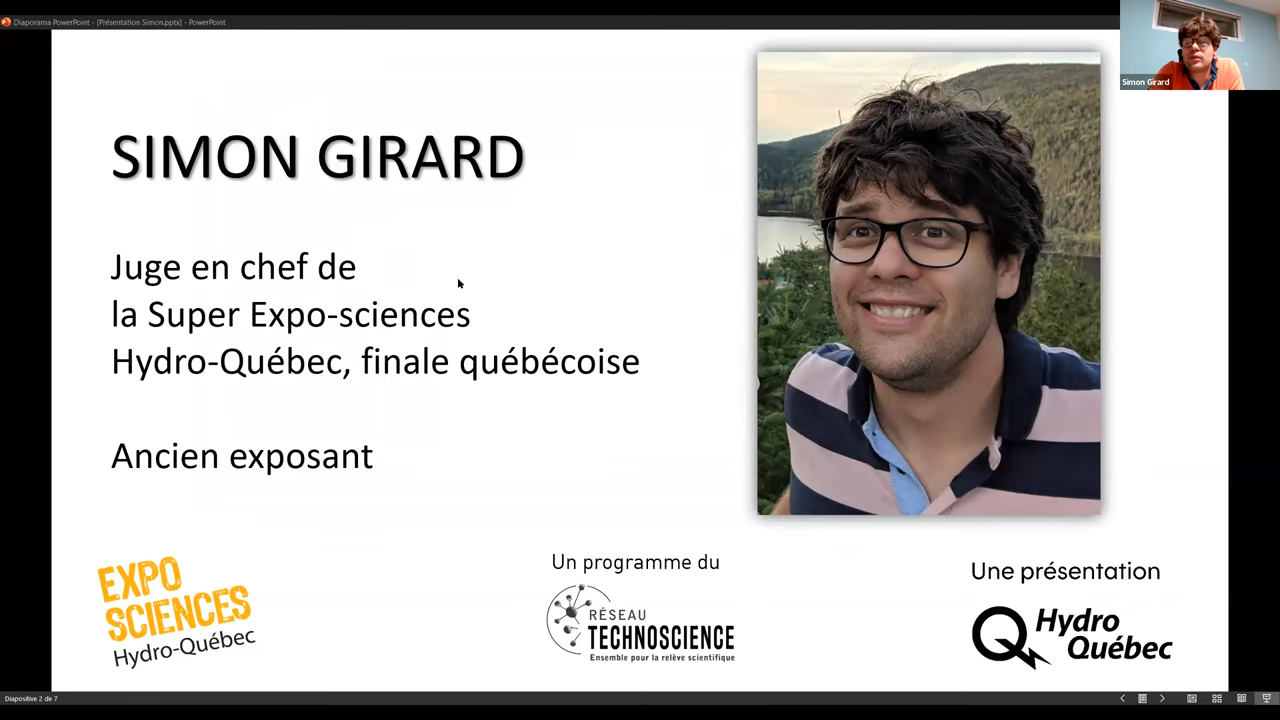 Diaporama PowerPoint - [Présentation Simon.pptx] - PowerPoint
Simon Girard
SIMON GIRARD
Juge en chef de
la Super Expo-sciences
Hydro-Québec, finale québécoise
Ancien exposant
EXPO
SCIENCES
Hydro-Québec
Un programme du
RÉSEAU
TECHNOSCIENCE
Ensemble pour la relève scientifique
Une présentation
Hydro
Québec
Diapositive 2 de 7